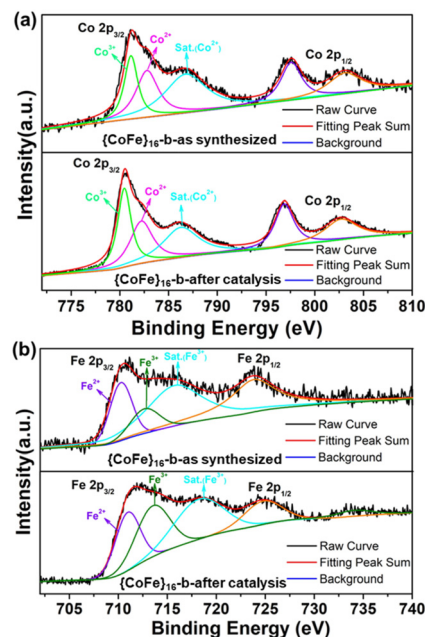 (a)
Co 2p3/2
Co3+
Co2+
Sat.(Co2+)
Co 2p1/2
Raw Curve
Fitting Peak Sum
Background
{CoFe}16-b-as synthesized
Co 2p3/2
Co3+
Co2+
Sat.(Co2+)
Co 2p1/2
Raw Curve
Fitting Peak Sum
Background
{CoFe}16-b-after catalysis
Intensity(a.u.)
775 780 785 790 795 800 805 810
Binding Energy (eV)
(b)
Fe 2p3/2
Fe2+
Fe3+
Sat.(Fe3+)
Fe 2p1/2
Raw Curve
Fitting Peak Sum
Background
{CoFe}16-b-as synthesized
Fe 2p3/2
Fe2+
Fe3+
Sat.(Fe3+)
Fe 2p1/2
Raw Curve
Fitting Peak Sum
Background
{CoFe}16-b-after catalysis
Intensity(a.u.)
705 710 715 720 725 730 735 740
Binding Energy (eV)